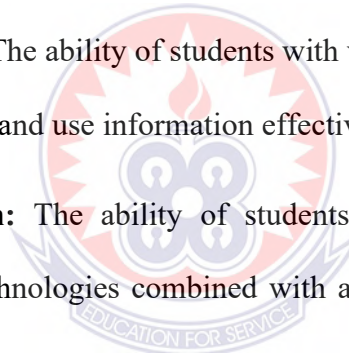 The ability of students with
and use information effectiv
: The ability of students
hnologies combined with a
EDUCATION FOR SERVICE